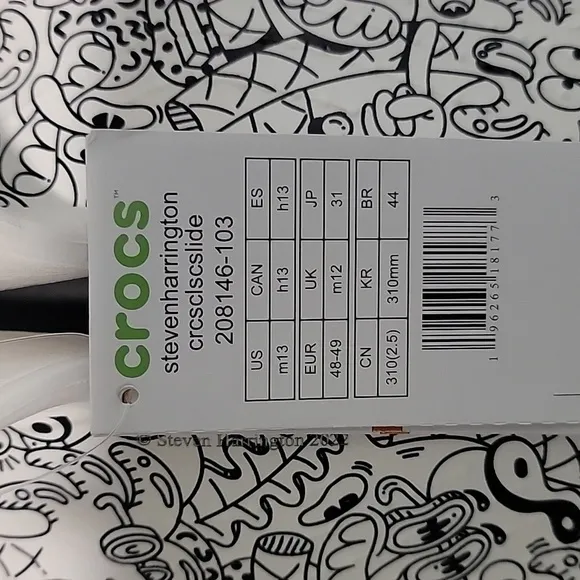 crocs™
stevenharrington
crcsclscslide
208146-103
US CAN ES
m13 h13 h13
EUR UK JP
48-49 m12 31
CN KR BR
310(2.5) 310mm 44
1 96265 18177 3
© Steven Harrington 2022